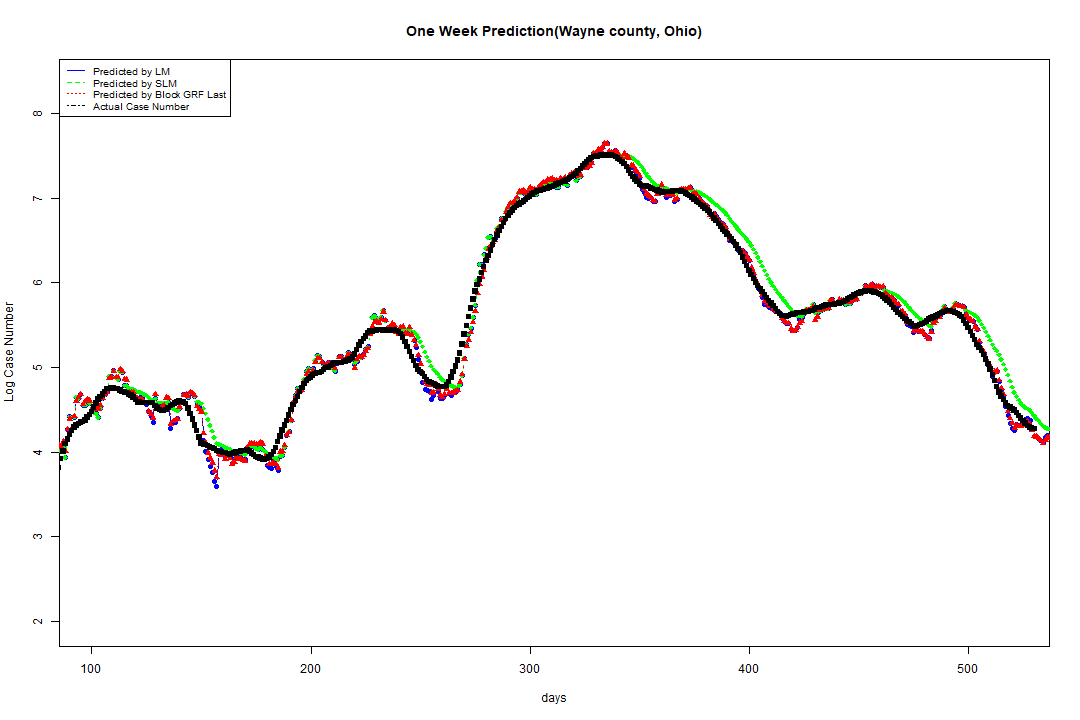 One Week Prediction(Wayne county, Ohio)
Predicted by LM
Predicted by SLM
Predicted by Block GRF Last
Actual Case Number
8
7
6
5
4
3
2
Log Case Number
100 200 300 400 500
days